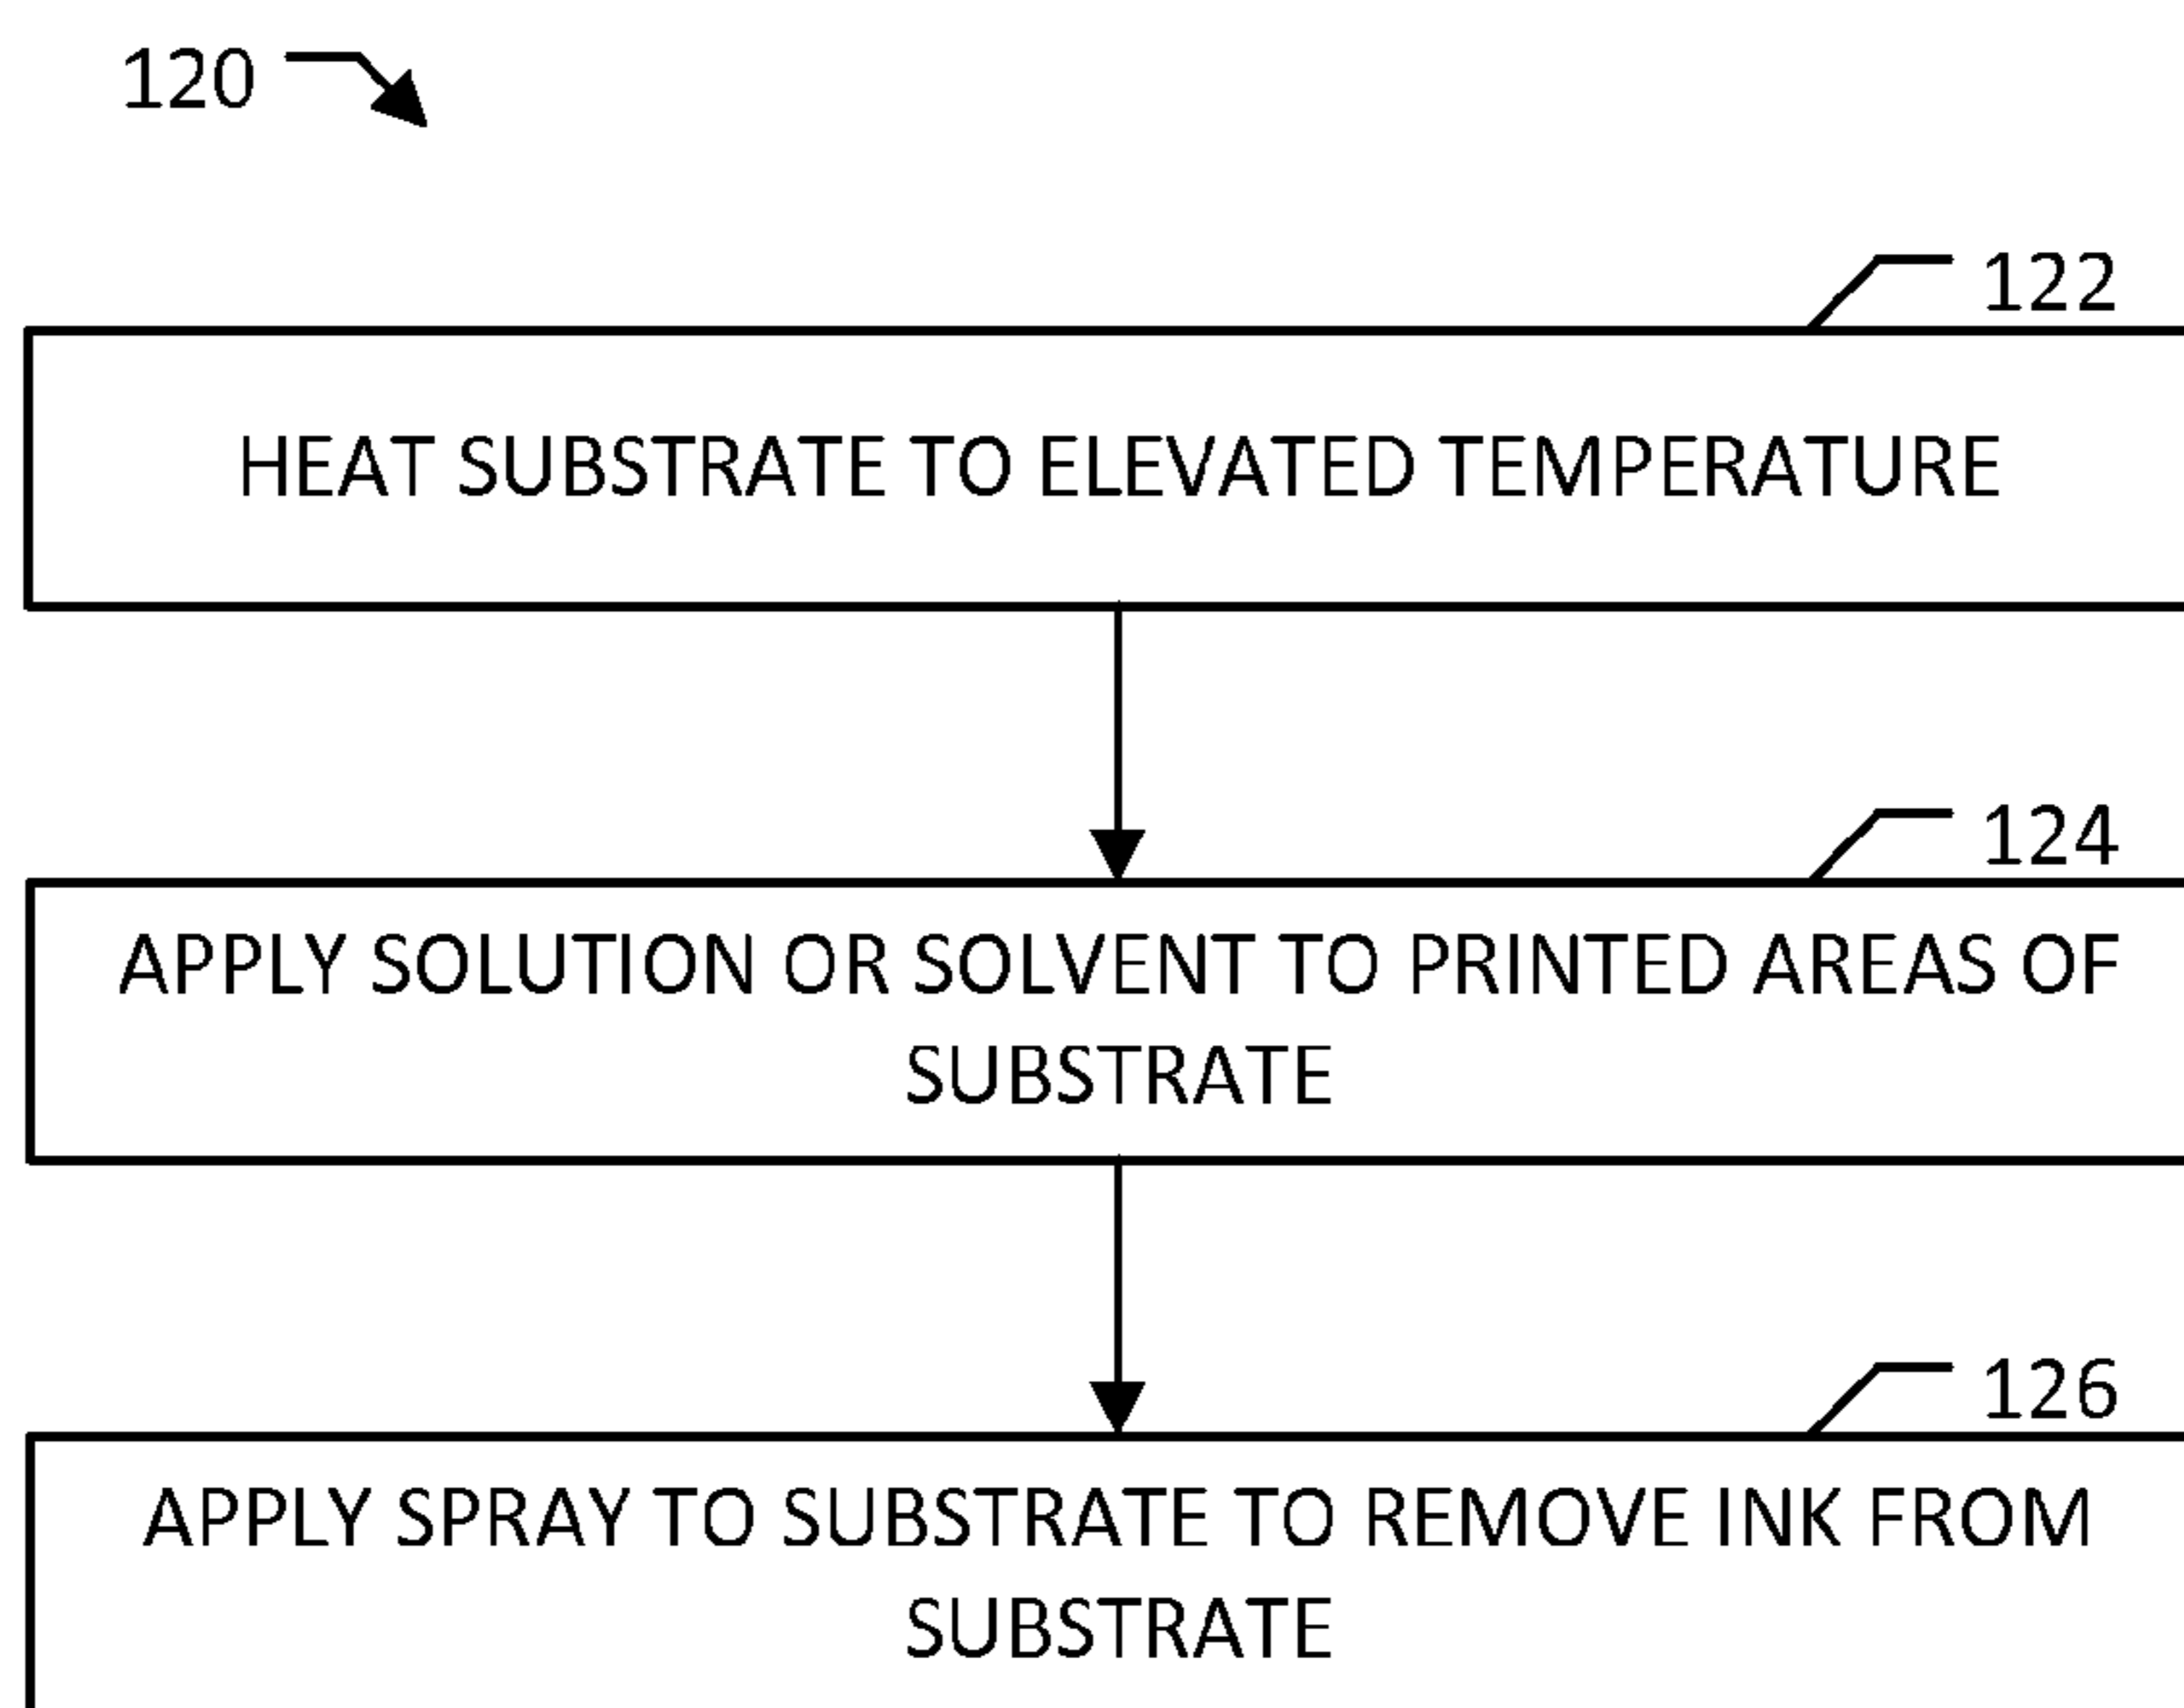 120
122
HEAT SUBSTRATE TO ELEVATED TEMPERATURE
124
APPLY SOLUTION OR SOLVENT TO PRINTED AREAS OF
SUBSTRATE
126
APPLY SPRAY TO SUBSTRATE TO REMOVE INK FROM
SUBSTRATE